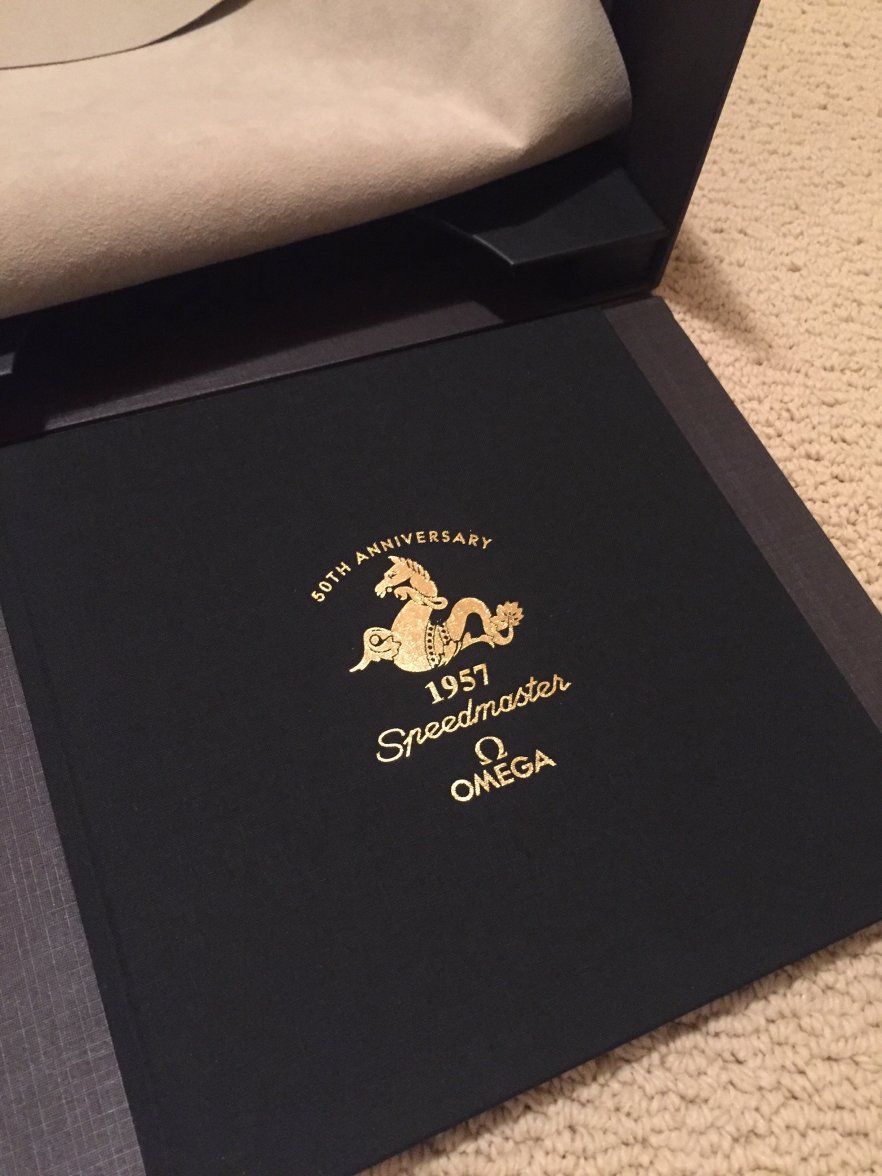 50TH ANNIVERSARY
1957
Speedmaster
Ω
OMEGA